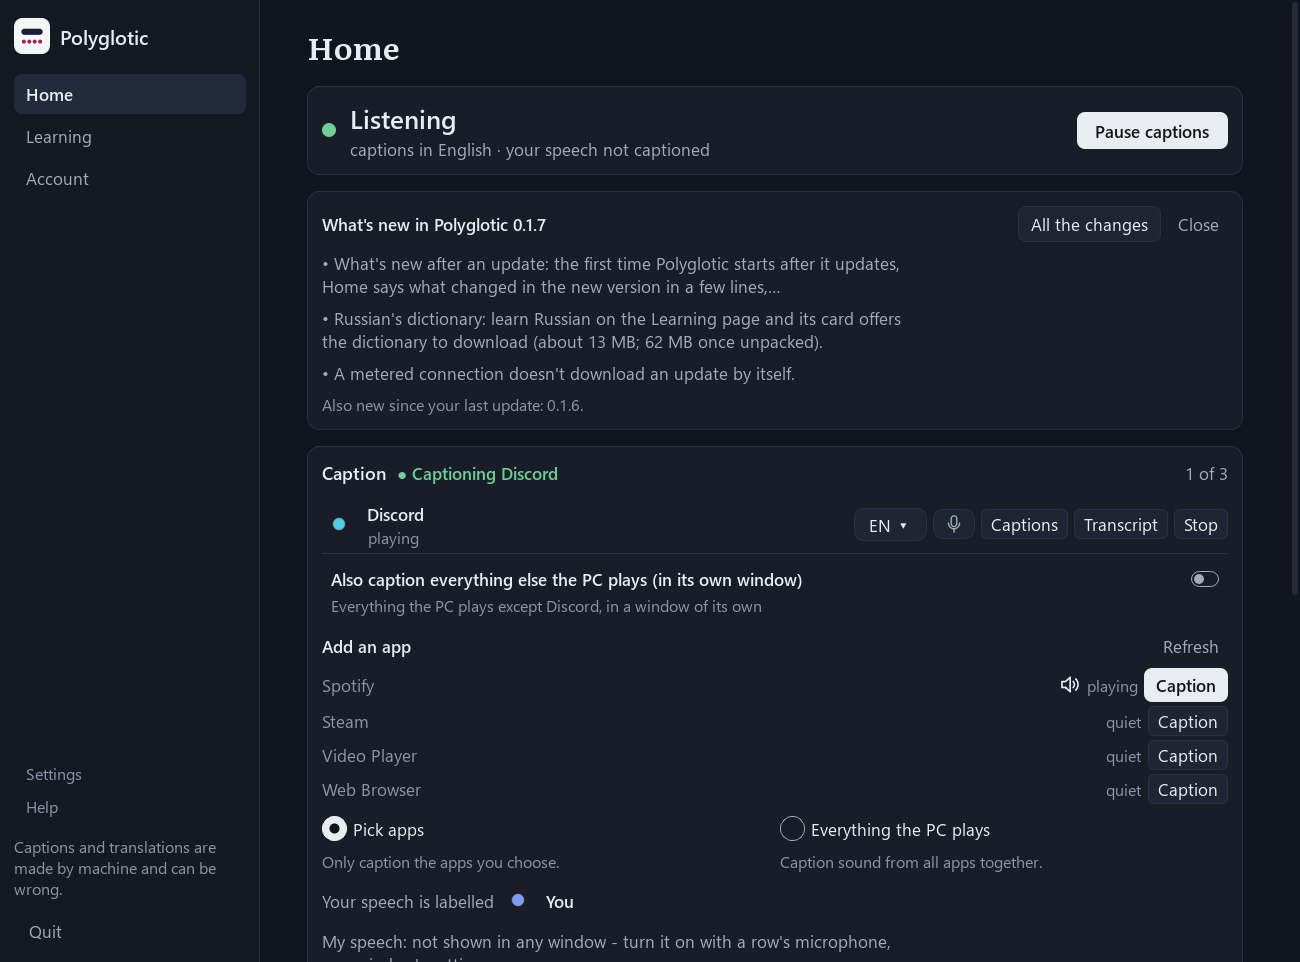 Polyglotic
Home
Learning
Account
Settings
Help
Captions and translations are
made by machine and can be
wrong.
Quit
Home
Listening
captions in English · your speech not captioned
Pause captions
What's new in Polyglotic 0.1.7
All the changes
Close
• What's new after an update: the first time Polyglotic starts after it updates,
Home says what changed in the new version in a few lines,...
• Russian's dictionary: learn Russian on the Learning page and its card offers
the dictionary to download (about 13 MB; 62 MB once unpacked).
• A metered connection doesn't download an update by itself.
Also new since your last update: 0.1.6.
Caption
• Captioning Discord
1 of 3
Discord
playing
EN ▾
Captions
Transcript
Stop
Also caption everything else the PC plays (in its own window)
Everything the PC plays except Discord, in a window of its own
Add an app
Refresh
Spotify
playing
Caption
Steam
quiet
Caption
Video Player
quiet
Caption
Web Browser
quiet
Caption
Pick apps
Only caption the apps you choose.
Everything the PC plays
Caption sound from all apps together.
Your speech is labelled
You
My speech: not shown in any window - turn it on with a row's microphone,